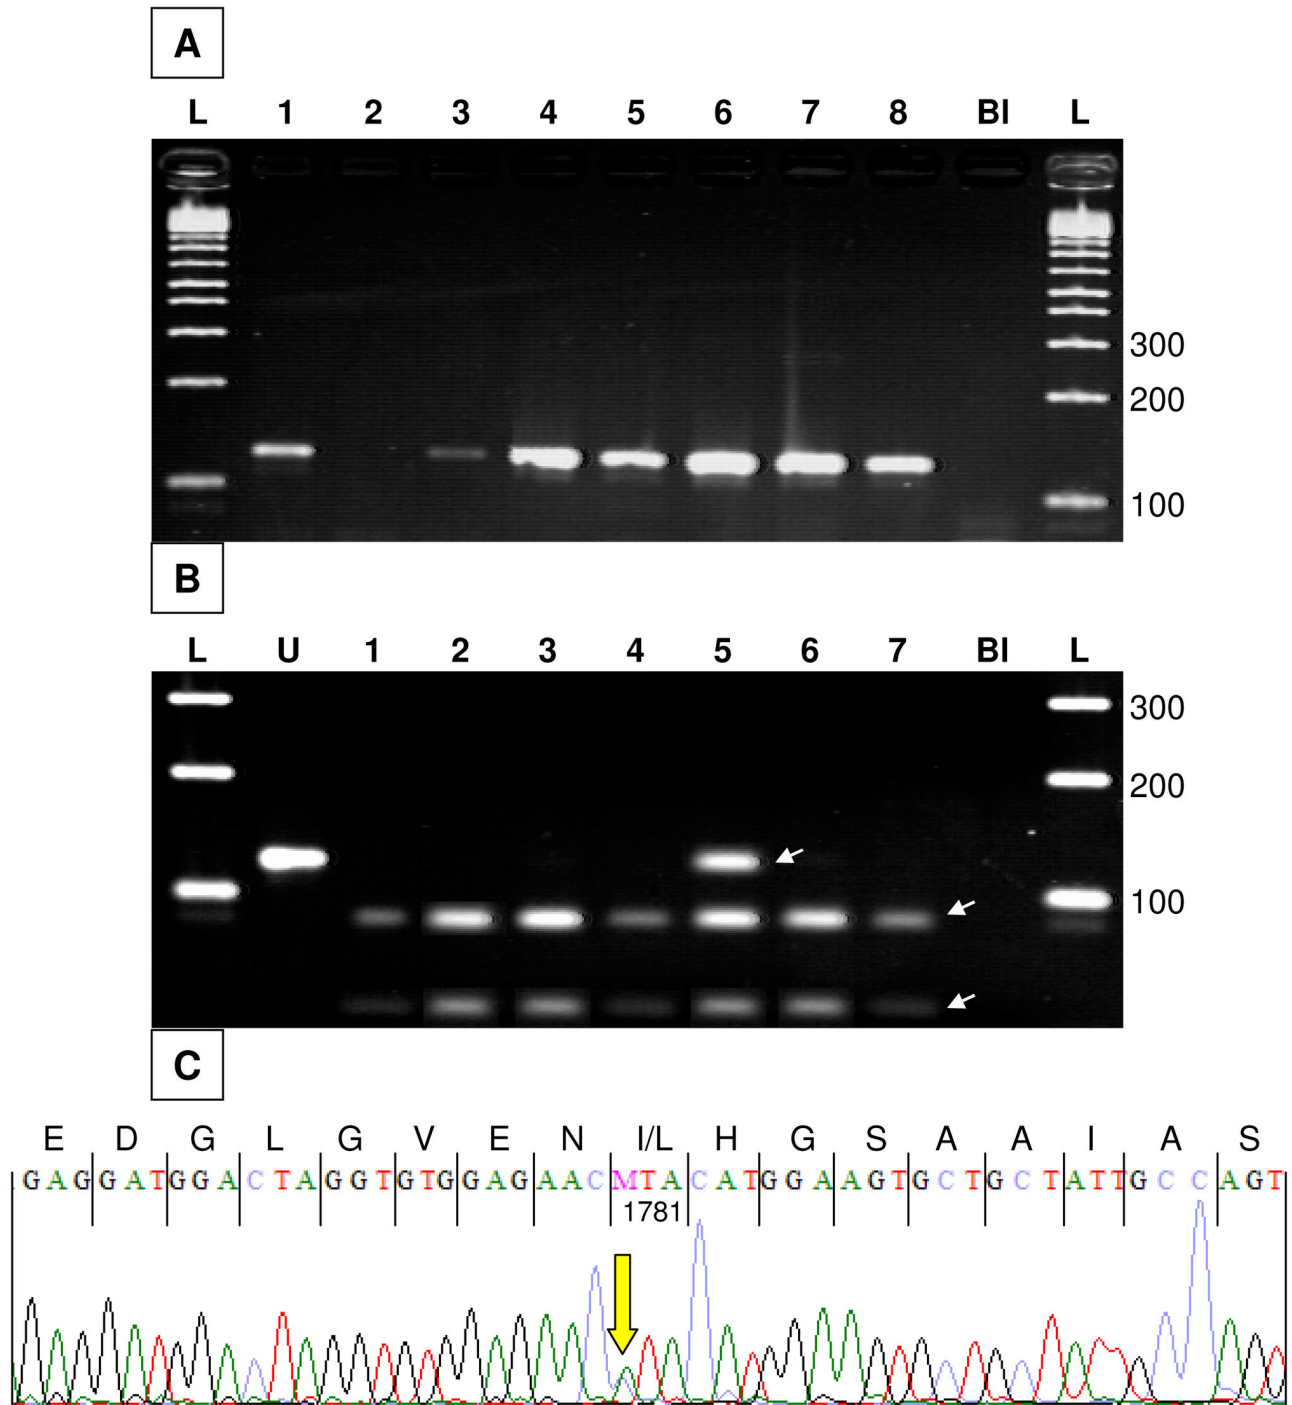 A
L 1 2 3 4 5 6 7 8 Bl L
300
200
100
B
L U 1 2 3 4 5 6 7 Bl L
300
200
100
C
E D G L G V E N I/L H G S A A I A S
GAG GAT GGA CTA GGT GTG GAG AAC MTA CAT GGA AGT GCT GCT ATT GCC AGT
1781